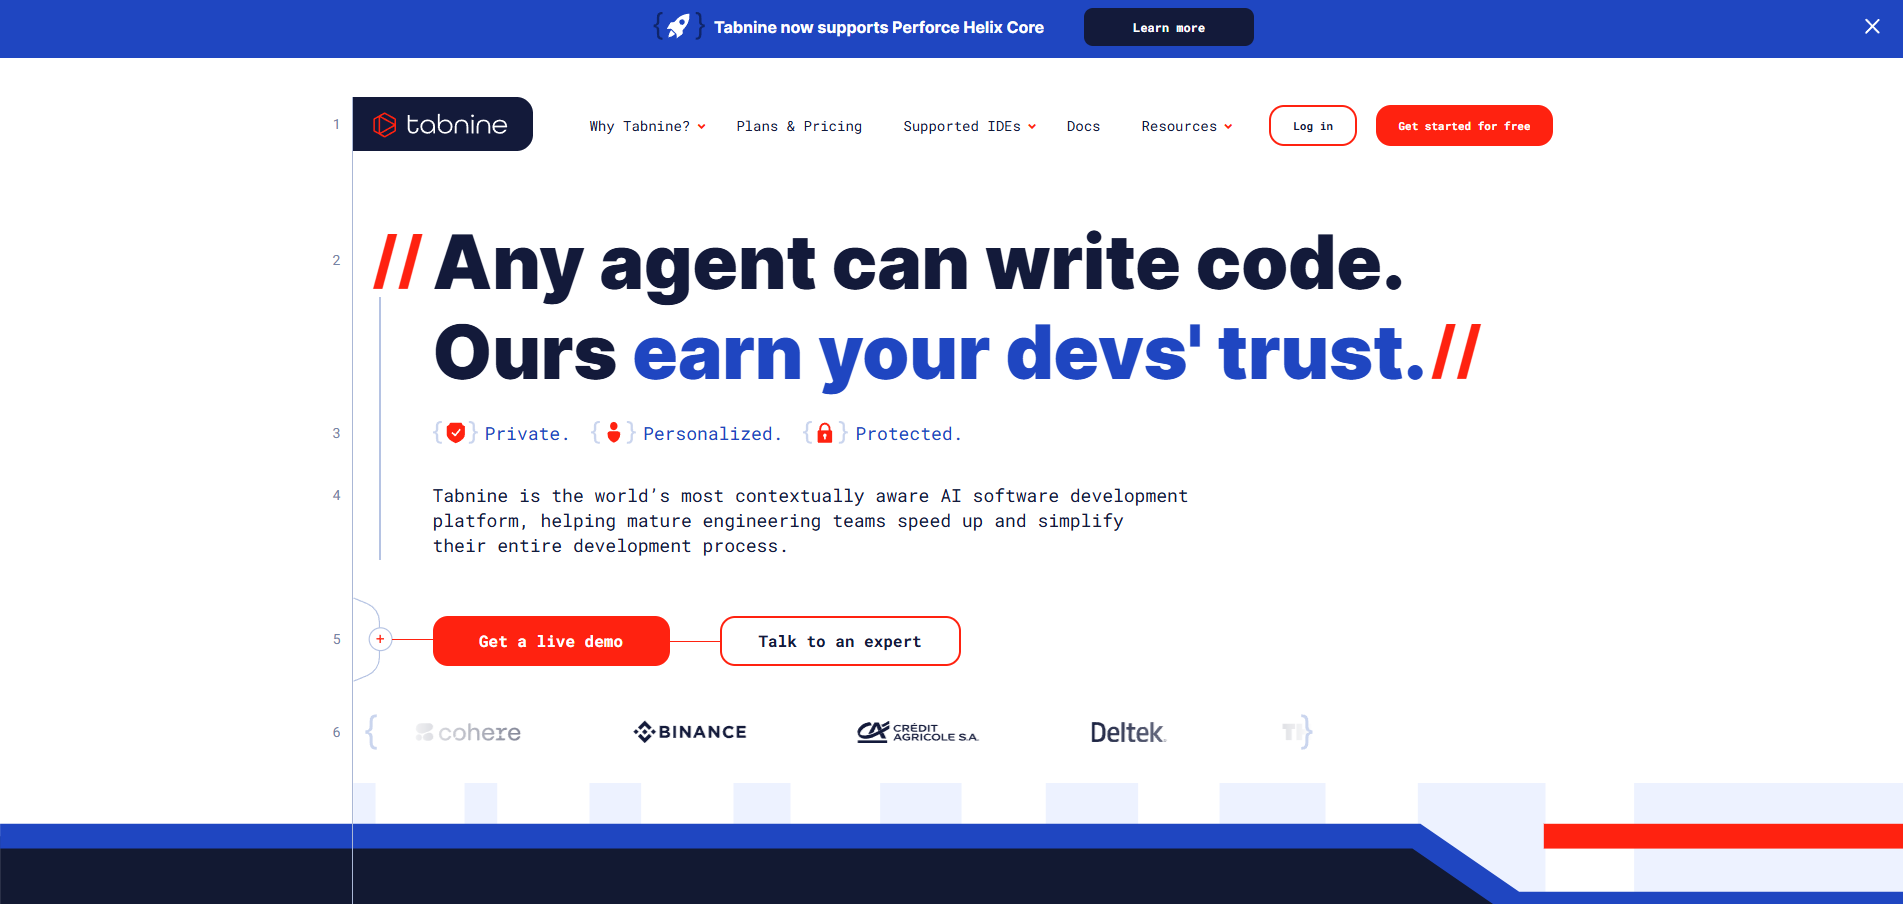 Tabnine now supports Perforce Helix Core
Learn more
1
tabnine
Why Tabnine?
Plans & Pricing
Supported IDEs
Docs
Resources
Log in
Get started for free
2
// Any agent can write code.
Ours earn your devs' trust.//
3
{ } Private. { } Personalized. { } Protected.
4
Tabnine is the world’s most contextually aware AI software development
platform, helping mature engineering teams speed up and simplify
their entire development process.
5
+
Get a live demo
Talk to an expert
6
{
cohere
BINANCE
CRÉDIT
AGRICOLE S.A.
Deltek.
}